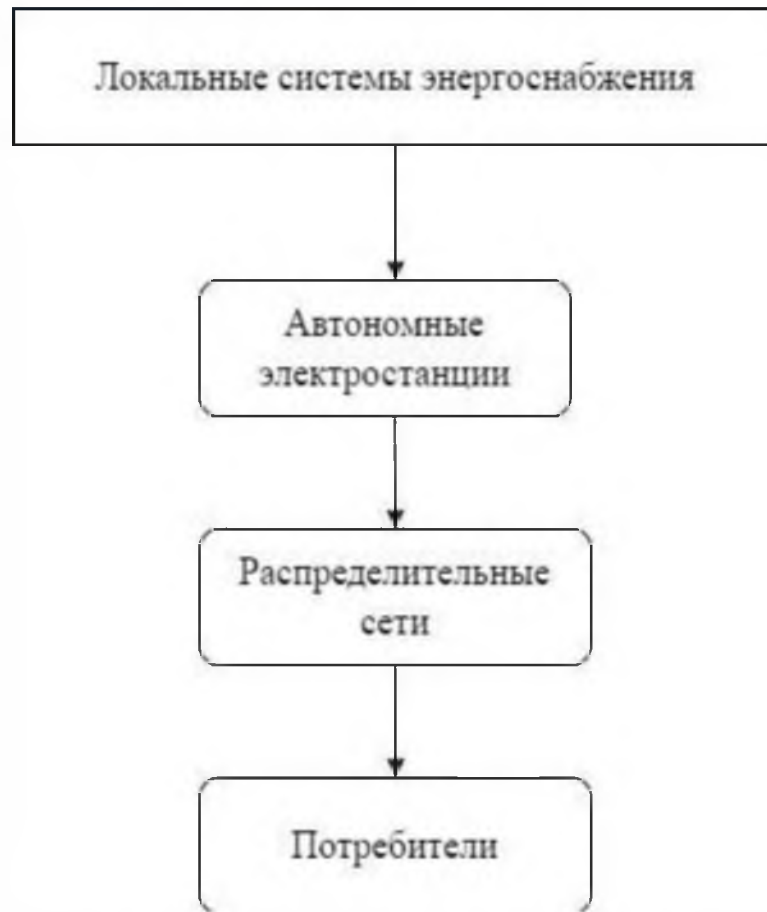 Локальные системы энергоснабжения
Автономные
электростанции
Распределительные
сети
Потребители